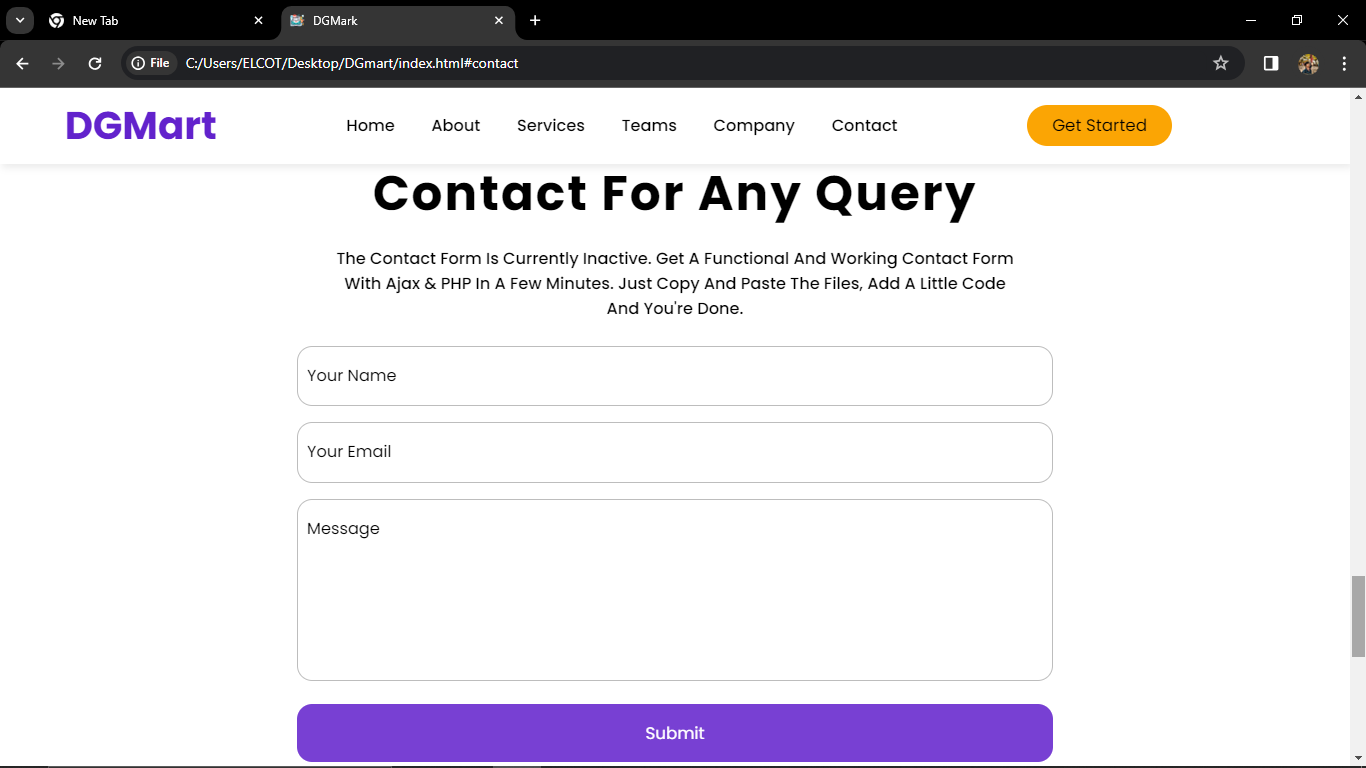 New Tab
DGMark
File
C:/Users/ELCOT/Desktop/DGmart/index.html#contact
DGMart
Home
About
Services
Teams
Company
Contact
Get Started
Contact For Any Query
The Contact Form Is Currently Inactive. Get A Functional And Working Contact Form
With Ajax & PHP In A Few Minutes. Just Copy And Paste The Files, Add A Little Code
And You're Done.
Your Name
Your Email
Message
Submit